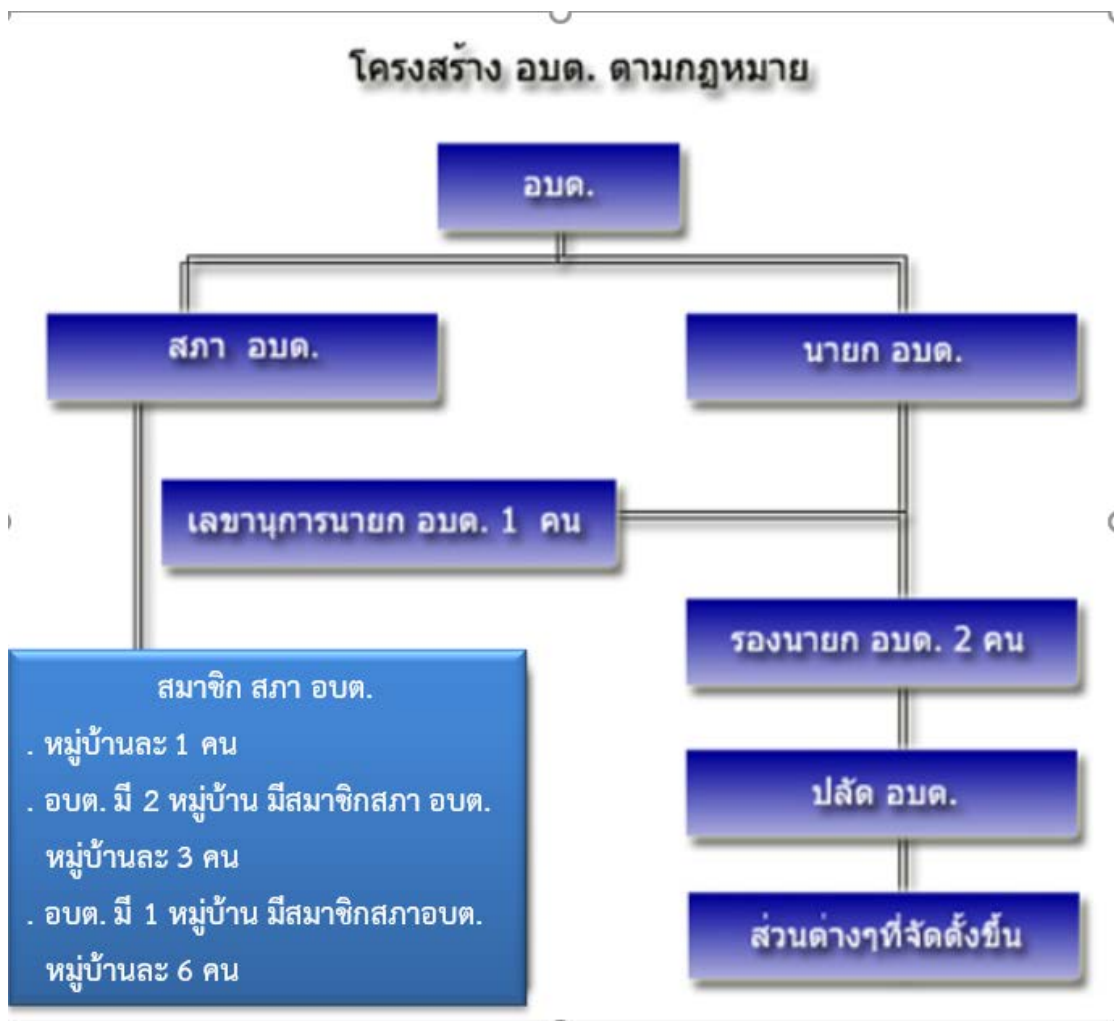 โครงสร้าง อบต. ตามกฎหมาย
อบต.
สภา อบต.
นายก อบต.
เลขานุการนายก อบต. 1 คน
รองนายก อบต. 2 คน
สมาชิก สภา อบต.
. หมู่บ้านละ 1 คน
. อบต. มี 2 หมู่บ้าน มีสมาชิกสภา อบต.
หมู่บ้านละ 3 คน
. อบต. มี 1 หมู่บ้าน มีสมาชิกสภาอบต.
หมู่บ้านละ 6 คน
ปลัด อบต.
ส่วนต่างๆที่จัดตั้งขึ้น